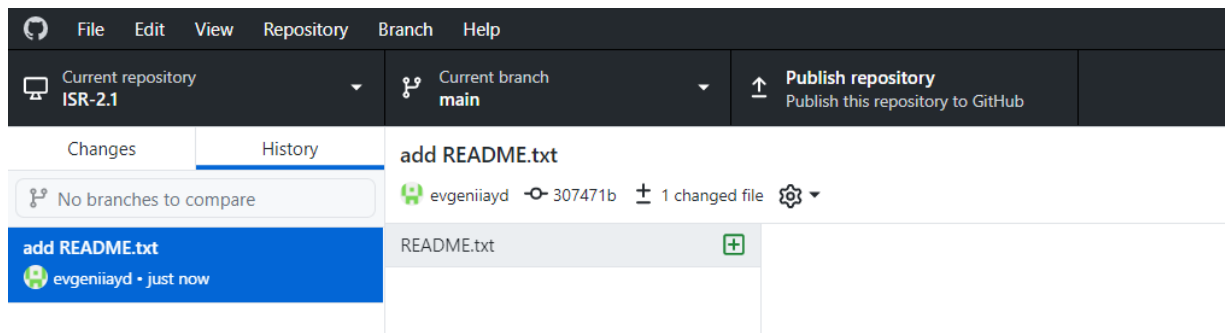 File Edit View Repository Branch Help
Current repository
ISR-2.1
Current branch
main
Publish repository
Publish this repository to GitHub
Changes History
No branches to compare
add README.txt
evgeniiayd • just now
add README.txt
evgeniiayd 307471b 1 changed file
README.txt